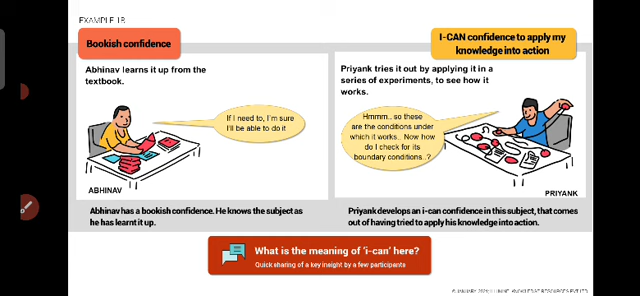 EXAMPLE 1B
Bookish confidence
I-CAN confidence to apply my
knowledge into action
Abhinav learns it up from the
textbook.
If I need to, I'm sure
I'll be able to do it
ABHINAV
Abhinav has a bookish confidence. He knows the subject as
he has learnt it up.
Priyank tries it out by applying it in a
series of experiments, to see how it
works.
Hmmm.. so these
are the conditions under
which it works.. Now how
do I check for its
boundary conditions..?
PRIYANK
Priyank develops an i-can confidence in this subject, that comes
out of having tried to apply his knowledge into action.
What is the meaning of 'i-can' here?
Quick sharing of a key insight by a few participants
KNOWLEDGE RESOURCES PVT LTD